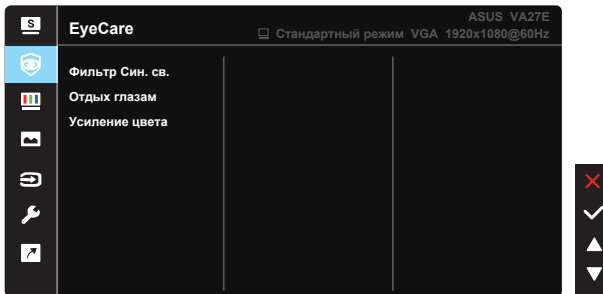 S
EyeCare
ASUS VA27E
Стандартный режим VGA 1920x1080@60Hz
Фильтр Син. св.
Отдых глазам
Усиление цвета